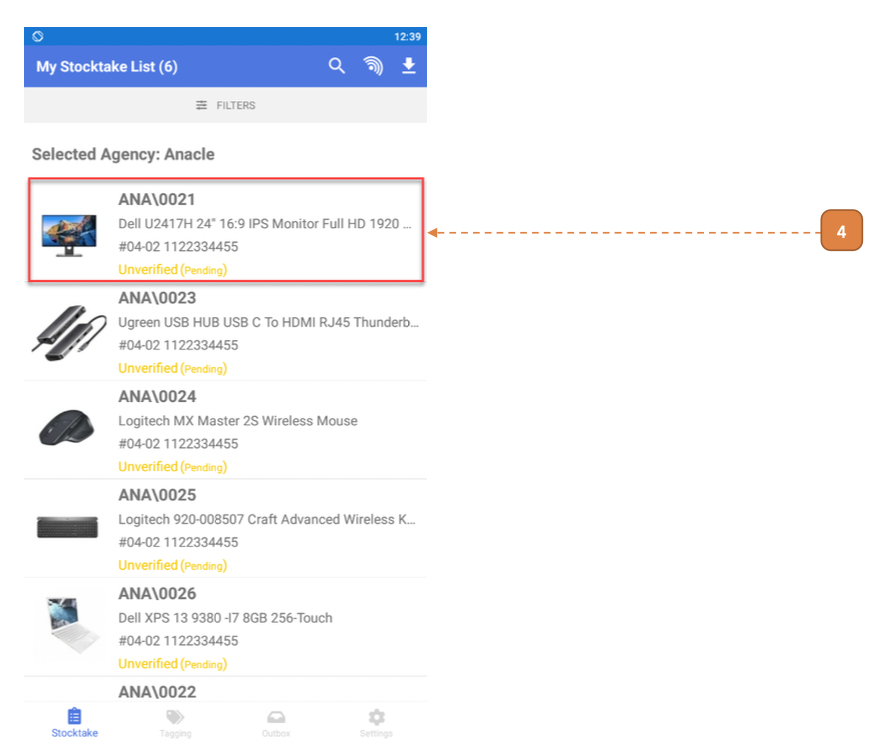 12:39
My Stocktake List (6)
FILTERS
Selected Agency: Anacle
ANA\0021
Dell U2417H 24" 16:9 IPS Monitor Full HD 1920 ...
#04-02 1122334455
Unverified (Pending)
4
ANA\0023
Ugreen USB HUB USB C To HDMI RJ45 Thunderb...
#04-02 1122334455
Unverified (Pending)
ANA\0024
Logitech MX Master 2S Wireless Mouse
#04-02 1122334455
Unverified (Pending)
ANA\0025
Logitech 920-008507 Craft Advanced Wireless K...
#04-02 1122334455
Unverified (Pending)
ANA\0026
Dell XPS 13 9380 -I7 8GB 256-Touch
#04-02 1122334455
Unverified (Pending)
ANA\0022
Stocktake Tagging Outbox Settings